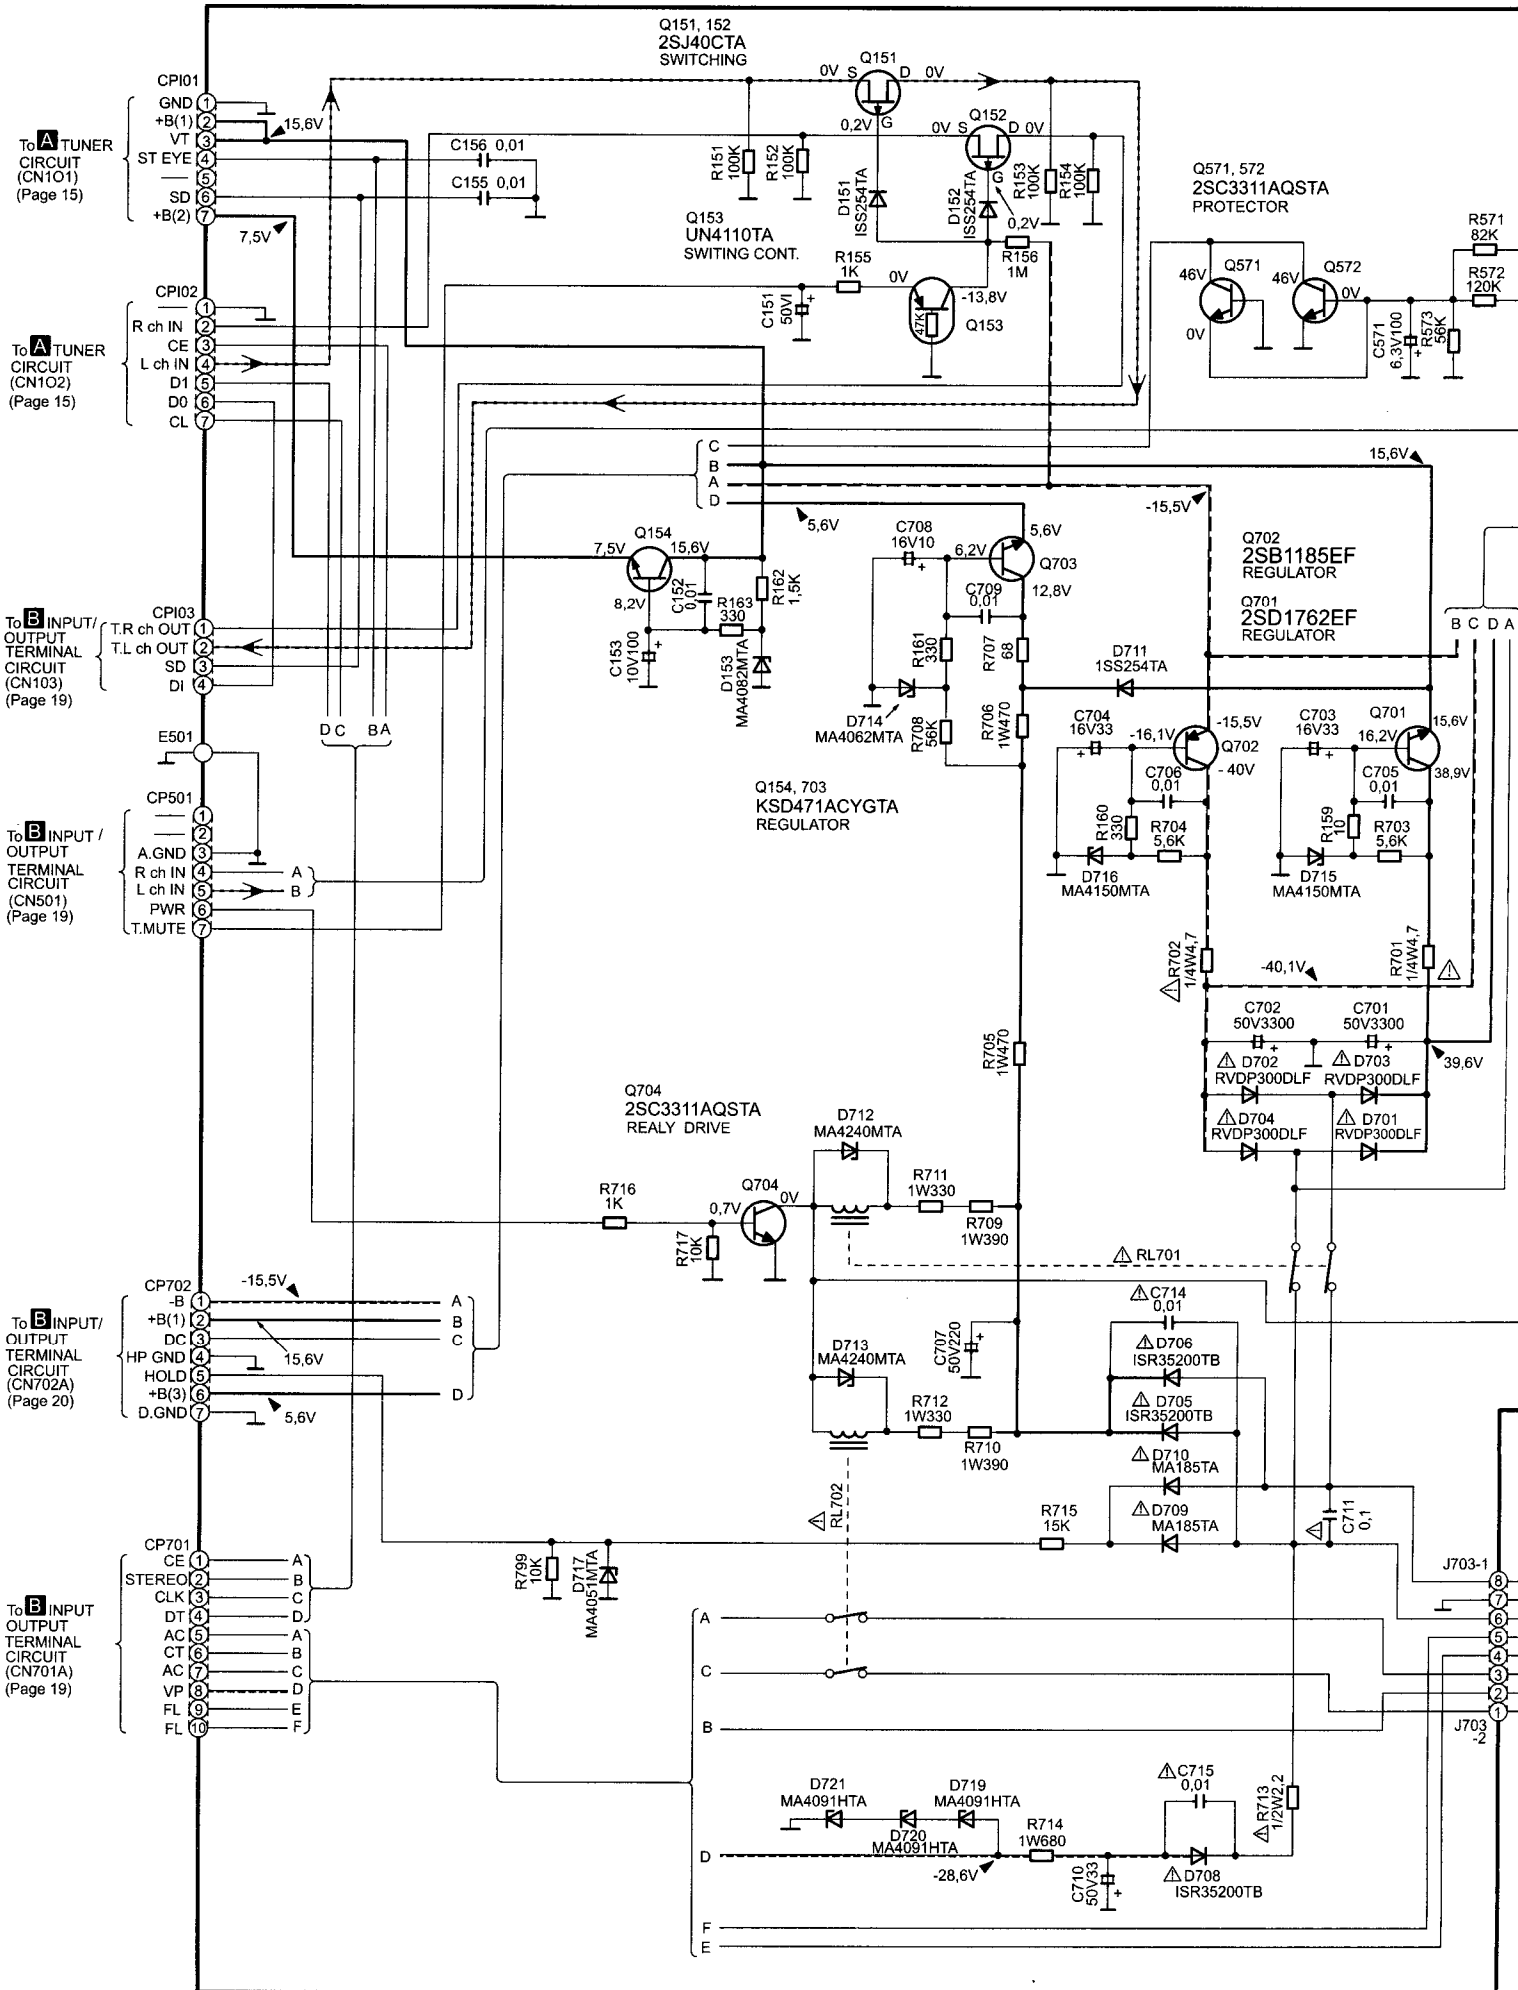 Q151, 152
2SJ40CTA
SWITCHING
Q151
0V S D 0V
0,2V G
Q152
0V S D 0V
G
0,2V
CPI01
GND 1
+B(1) 2
VT 3
ST EYE 4
5
SD 6
+B(2) 7
To A TUNER
CIRCUIT
(CN1O1)
(Page 15)
15,6V
7,5V
C156 0,01
C155 0,01
R151
100K
R152
100K
D151
ISS254TA
D152
ISS254TA
R153
100K
R154
100K
Q153
UN4110TA
SWITING CONT.
R155
1K
R156
1M
C151
50VI
+
0V
-13,8V
47K
Q153
Q571, 572
2SC3311AQSTA
PROTECTOR
R571
82K
R572
120K
46V
Q571
0V
46V
Q572
0V
C571
6,3V100
+
R573
56K
CPI02
1
R ch IN 2
CE 3
L ch IN 4
D1 5
D0 6
CL 7
To A TUNER
CIRCUIT
(CN1O2)
(Page 15)
C
B
A
D
5,6V
15,6V
-15,5V
Q154
7,5V
15,6V
8,2V
C152
0,01
R162
1,5K
R163
330
C153
10V100
+
D153
MA4082MTA
C708
16V10
+
6,2V
5,6V
Q703
12,8V
C709
0,01
R161
330
R707
68
D714
MA4062MTA
R708
56K
R706
1W470
D711
1SS254TA
Q702
2SB1185EF
REGULATOR
Q701
2SD1762EF
REGULATOR
B C D A
CPI03
T.R ch OUT 1
T.L ch OUT 2
SD 3
DI 4
To B INPUT/
OUTPUT
TERMINAL
CIRCUIT
(CN103)
(Page 19)
D C B A
E501
C704
16V33
+
-16,1V
-15,5V
Q702
- 40V
C706
0,01
R160
330
R704
5,6K
D716
MA4150MTA
C703
16V33
+
16,2V
Q701
15,6V
38,9V
C705
0,01
R159
10
R703
5,6K
D715
MA4150MTA
Q154, 703
KSD471ACYGTA
REGULATOR
CP501
1
2
A.GND 3
R ch IN 4 A
L ch IN 5 B
PWR 6
T.MUTE 7
To B INPUT /
OUTPUT
TERMINAL
CIRCUIT
(CN501)
(Page 19)
R702
1/4W4,7
-40,1V
R701
1/4W4,7
C702
50V3300
+
C701
50V3300
+
39,6V
D702
RVDP300DLF
D703
RVDP300DLF
D704
RVDP300DLF
D701
RVDP300DLF
R705
1W470
Q704
2SC3311AQSTA
REALY DRIVE
D712
MA4240MTA
R716
1K
Q704
0,7V
0V
R717
10K
R711
1W330
R709
1W390
RL701
CP702
-B 1 A
+B(1) 2 B
DC 3 C
HP GND 4
HOLD 5
+B(3) 6 D
D.GND 7
-15,5V
15,6V
5,6V
To B INPUT/
OUTPUT
TERMINAL
CIRCUIT
(CN702A)
(Page 20)
D713
MA4240MTA
C707
50V220
+
R712
1W330
R710
1W390
C714
0,01
D706
ISR35200TB
D705
ISR35200TB
D710
MA185TA
D709
MA185TA
R715
15K
C711
0,1
RL702
R799
10K
D717
MA4051MTA
CP701
CE 1 A
STEREO 2 B
CLK 3 C
DT 4 D
AC 5 A
CT 6 B
AC 7 C
VP 8 D
FL 9 E
FL 10 F
To B INPUT
OUTPUT
TERMINAL
CIRCUIT
(CN701A)
(Page 19)
J703-1
8
7
6
5
4
3
2
1
J703
-2
A
C
B
D
F
E
D721
MA4091HTA
D719
MA4091HTA
D720
MA4091HTA
-28,6V
R714
1W680
C715
0,01
R713
1/2W2,2
C710
50V33
+
D708
ISR35200TB